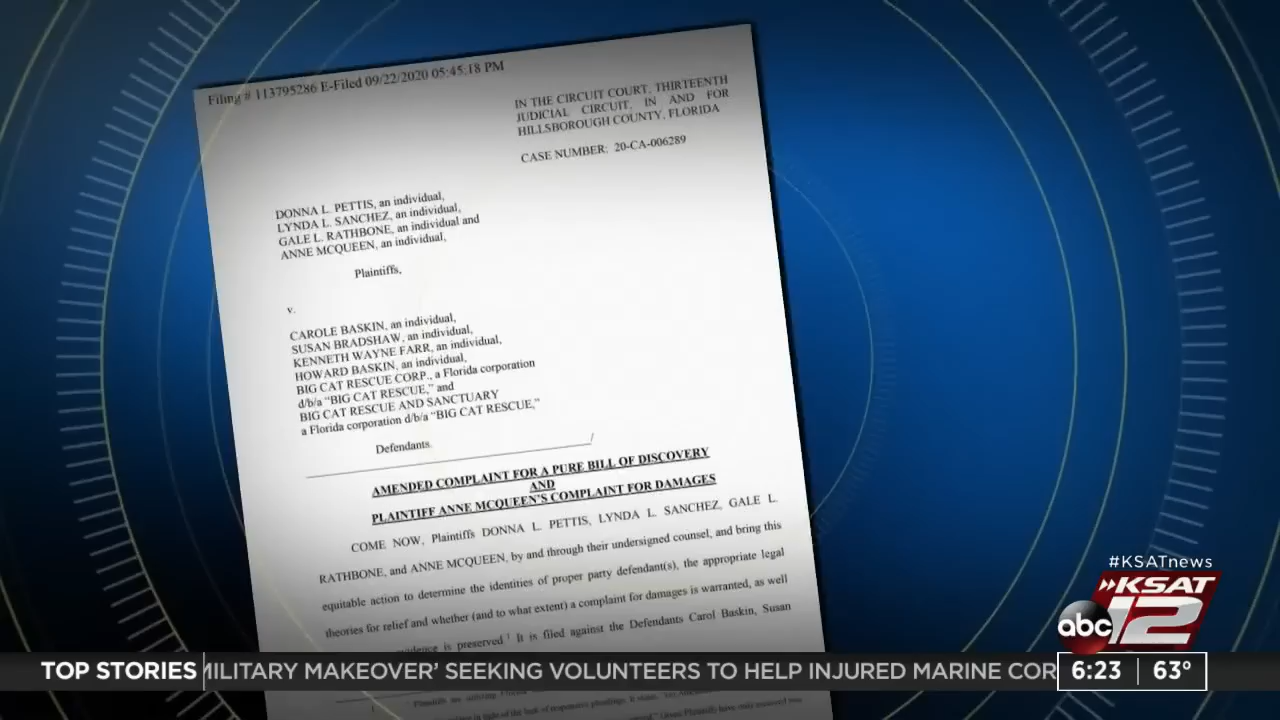 Filing # 113795286 E-Filed 09/22/2020 05:45:18 PM
IN THE CIRCUIT COURT, THIRTEENTH
JUDICIAL CIRCUIT, IN AND FOR
HILLSBOROUGH COUNTY, FLORIDA
CASE NUMBER: 20-CA-006289
DONNA L. PETTIS, an individual,
LYNDA L. SANCHEZ, an individual,
GALE L. RATHBONE, an individual and
ANNE MCQUEEN, an individual,
Plaintiffs,
v.
CAROLE BASKIN, an individual,
SUSAN BRADSHAW, an individual,
KENNETH WAYNE FARR, an individual,
HOWARD BASKIN, an individual,
BIG CAT RESCUE CORP., a Florida corporation
d/b/a “BIG CAT RESCUE,” and
BIG CAT RESCUE AND SANCTUARY
a Florida corporation d/b/a “BIG CAT RESCUE,”
Defendants.
/
AMENDED COMPLAINT FOR A PURE BILL OF DISCOVERY
AND
PLAINTIFF ANNE MCQUEEN'S COMPLAINT FOR DAMAGES
COME NOW, Plaintiffs DONNA L. PETTIS, LYNDA L. SANCHEZ, GALE L.
RATHBONE, and ANNE MCQUEEN, by and through their undersigned counsel, and bring this
equitable action to determine the identities of proper party defendant(s), the appropriate legal
theories for relief and whether (and to what extent) a complaint for damages is warranted, as well
is preserved.¹ It is filed against the Defendants Carol Baskin, Susan
#KSATnews
KSAT
abc 12
TOP STORIES
MILITARY MAKEOVER’ SEEKING VOLUNTEERS TO HELP INJURED MARINE COR
6:23 63°